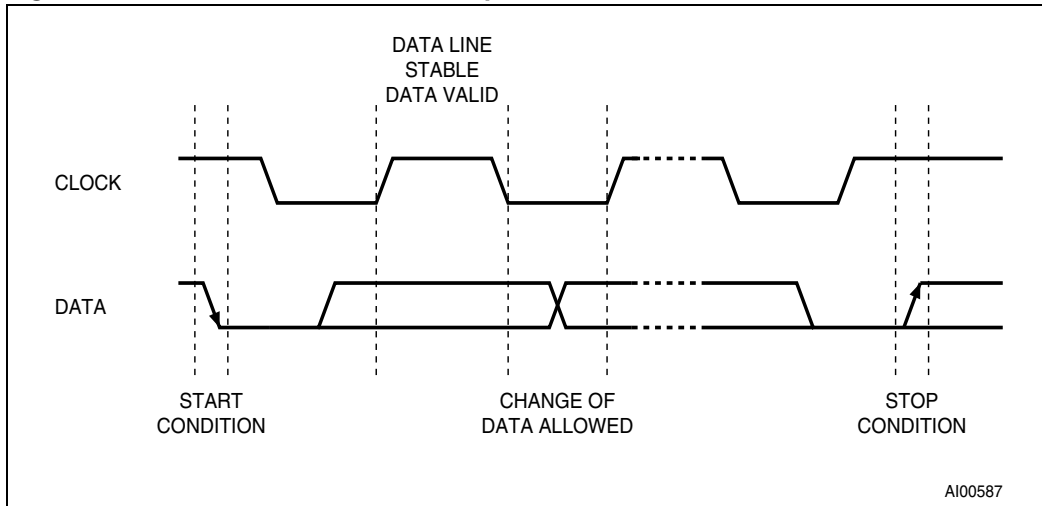 DATA LINE
STABLE
DATA VALID
CLOCK
DATA
START
CONDITION
CHANGE OF
DATA ALLOWED
STOP
CONDITION
AI00587